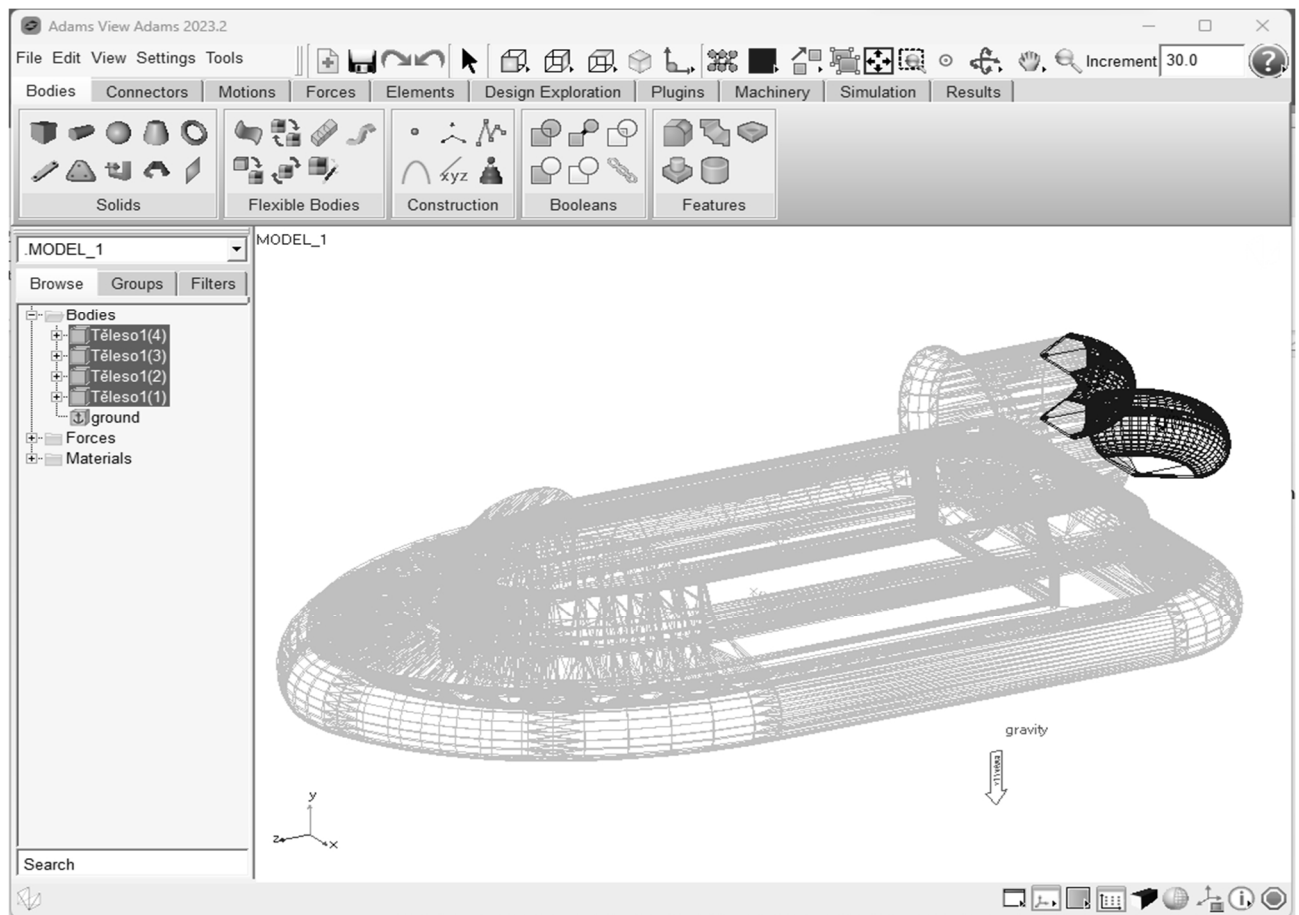 Adams View Adams 2023.2
File Edit View Settings Tools Increment 30.0
Bodies Connectors Motions Forces Elements Design Exploration Plugins Machinery Simulation Results
xyz
Solids Flexible Bodies Construction Booleans Features
.MODEL_1
MODEL_1
Browse Groups Filters
Bodies
Těleso1(4)
Těleso1(3)
Těleso1(2)
Těleso1(1)
ground
Forces
Materials
gravity
y
z
x
Search